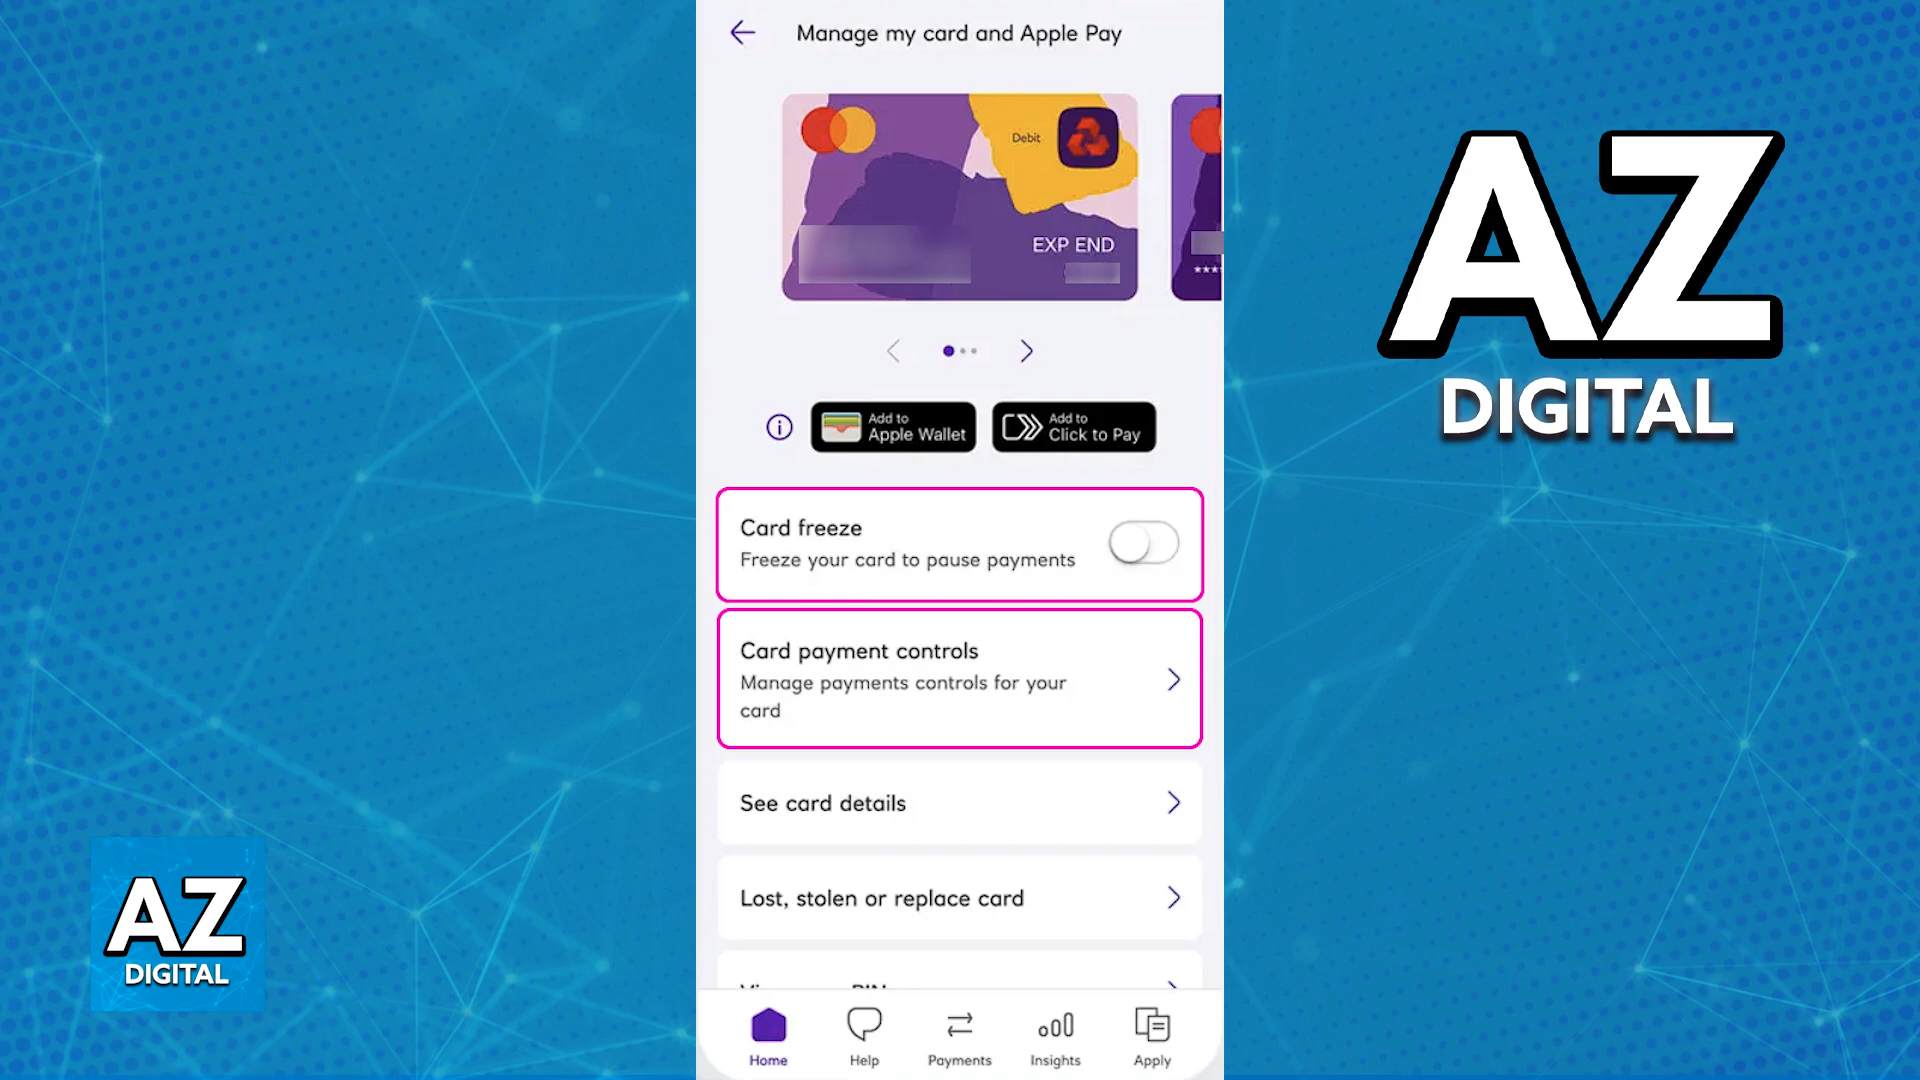 Manage my card and Apple Pay
Debit
EXP END
****
Add to
Apple Wallet
Add to
Click to Pay
Card freeze
Freeze your card to pause payments
Card payment controls
Manage payments controls for your
card
See card details
Lost, stolen or replace card
PIN
Home
Help
Payments
Insights
Apply
AZ
DIGITAL
AZ
DIGITAL